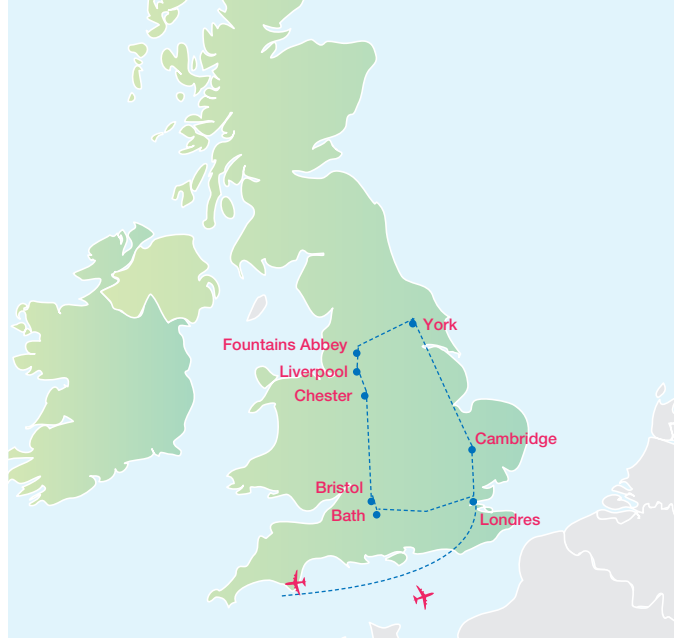 York
Fountains Abbey
Liverpool
Chester
Cambridge
Bristol
Bath
Londres